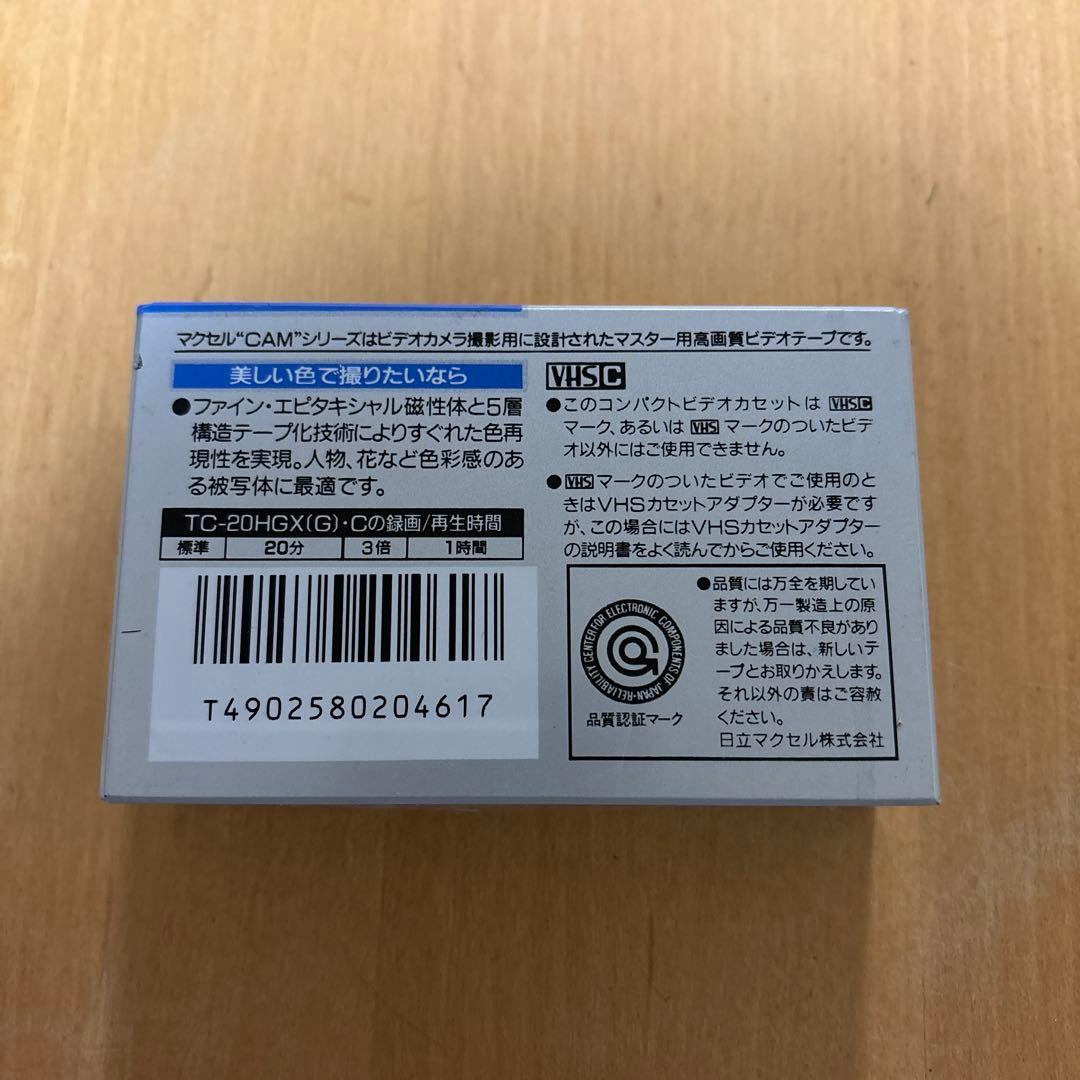 マクセル“CAM”シリーズはビデオカメラ撮影用に設計されたマスター用高画質ビデオテープです。
美しい色で撮りたいなら
●ファイン・エピタキシャル磁性体と5層
構造テープ化技術によりすぐれた色再
現性を実現。人物、花など色彩感のあ
る被写体に最適です。
TC-20HGX(G)・Cの録画/再生時間
標準 20分 3倍 1時間
T4902580204617
VHSC
●このコンパクトビデオカセットは VHSC
マーク、あるいは VHS マークのついたビデ
オ以外にはご使用できません。
●VHS マークのついたビデオでご使用のと
きはVHSカセットアダプターが必要です
が、この場合にはVHSカセットアダプター
の説明書をよく読んでからご使用ください。
RELIABILITY CENTER FOR ELECTRONIC COMPONENTS OF JAPAN
品質認証マーク
●品質には万全を期してい
ますが、万一製造上の原
因による品質不良があり
ました場合は、新しいテ
ープとお取りかえします。
それ以外の責はご容赦
ください。
日立マクセル株式会社